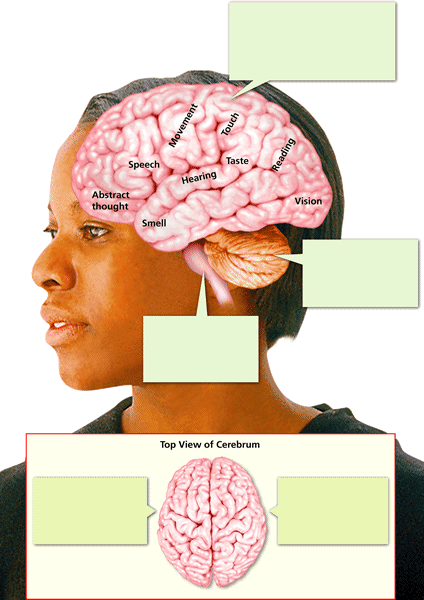 Movement
Touch
Reading
Speech
Taste
Hearing
Abstract
thought
Vision
Smell
Top View of Cerebrum